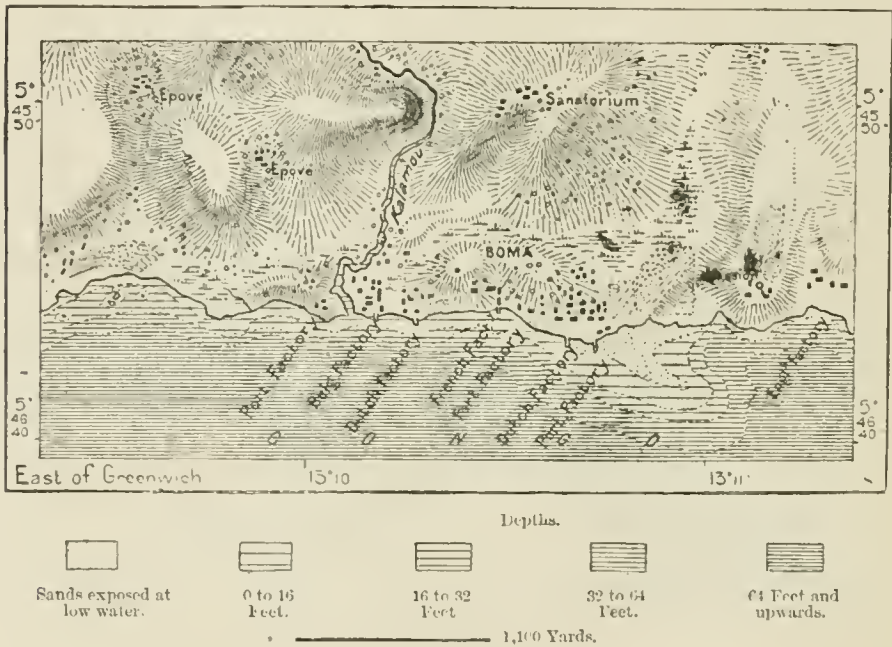 5°
45
50"
5°
45
50"
Epove
Sanatorium
Epove
Kalamou
BOMA
Mission
Port. Factor
Belg. Factory
Dutch Factory
French Fact
Port. Factory
Dutch Factory
Port. Factory
Engl Factory
C O N G O
5°
46
40
5°
46
40
East of Greenwich
13°10
13°11'
Depths.
Sands exposed at
low water.
0 to 16
Feet.
16 to 32
Feet
32 to 64
Feet.
64 Feet and
upwards.
1,100 Yards.